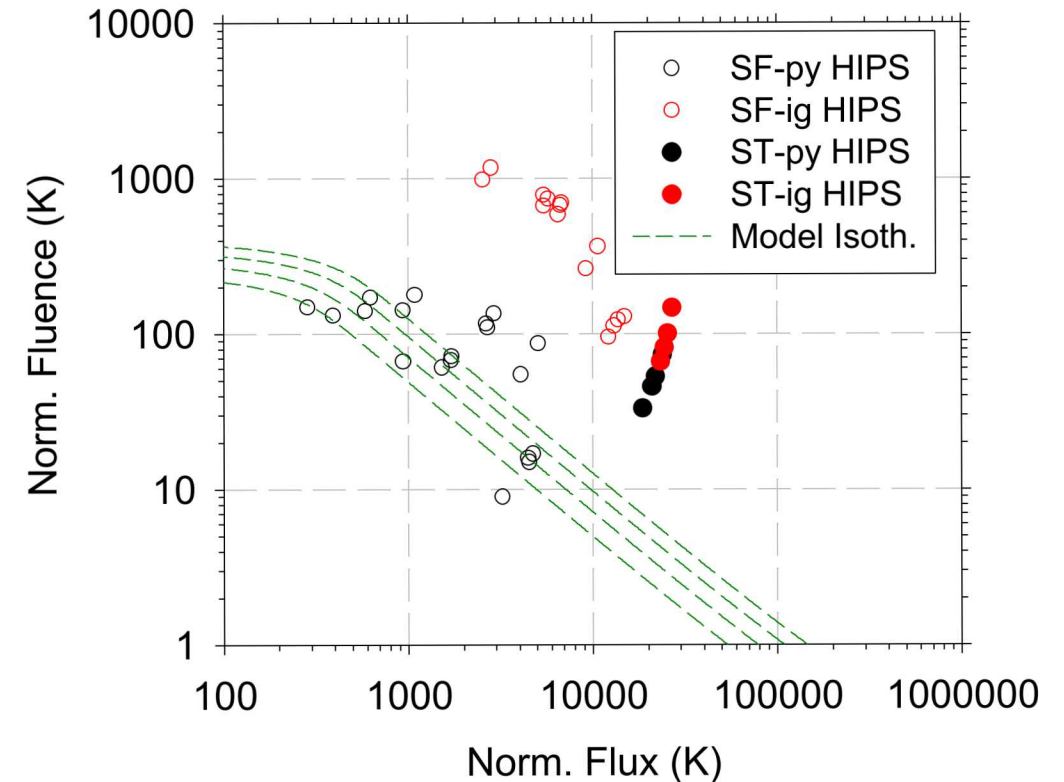 10000
1000
100
10
1
Norm. Fluence (K)
SF-py HIPS
SF-ig HIPS
ST-py HIPS
ST-ig HIPS
Model Isoth.
100 1000 10000 100000 1000000
Norm. Flux (K)